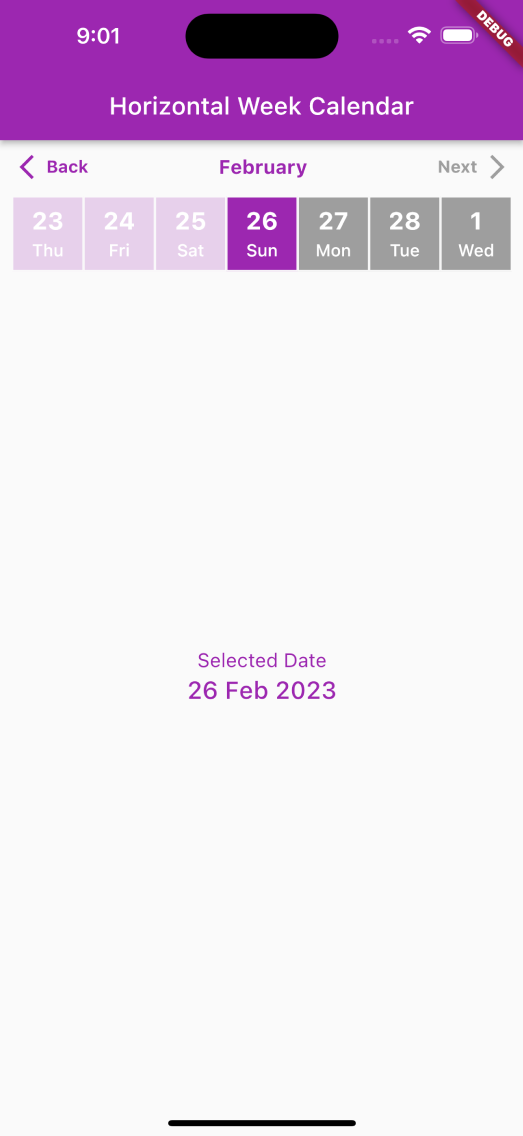 9:01
DEBUG
Horizontal Week Calendar
Back February Next
23 24 25 26 27 28 1
Thu Fri Sat Sun Mon Tue Wed
Selected Date
26 Feb 2023